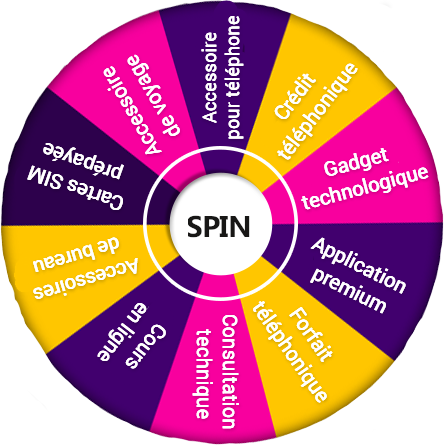 Accessoire
pour téléphone
Crédit
téléphonique
Gadget
technologique
Application
premium
Forfait
téléphonique
Consultation
technique
Cours
en ligne
Accessoires
de bureau
Cartes SIM
prépayée
Accessoire
de voyage
SPIN